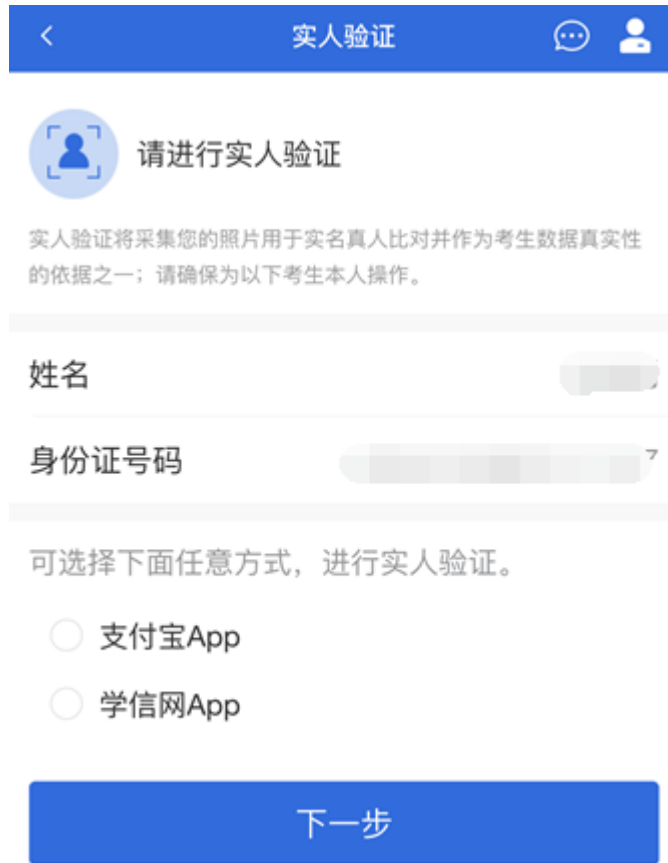 实人验证
请进行实人验证
实人验证将采集您的照片用于实名真人比对并作为考生数据真实性
的依据之一；请确保为以下考生本人操作。
姓名
身份证号码
7
可选择下面任意方式，进行实人验证。
支付宝App
学信网App
下一步